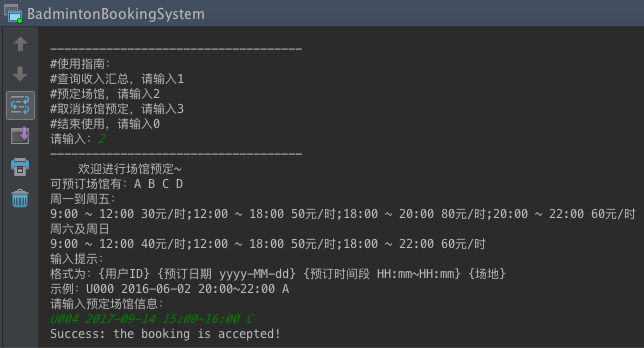 BadmintonBookingSystem
------------------------------------
#使用指南:
#查询收入汇总, 请输入1
#预定场馆, 请输入2
#取消场馆预定, 请输入3
#结束使用, 请输入0
请输入: 2
------------------------------------
欢迎进行场馆预定~
可预订场馆有: A B C D
周一到周五:
9:00 ~ 12:00 30元/时;12:00 ~ 18:00 50元/时;18:00 ~ 20:00 80元/时;20:00 ~ 22:00 60元/时
周六及周日
9:00 ~ 12:00 40元/时;12:00 ~ 18:00 50元/时;18:00 ~ 22:00 60元/时
输入提示:
格式为: {用户ID} {预订日期 yyyy-MM-dd} {预订时间段 HH:mm~HH:mm} {场地}
示例: U000 2016-06-02 20:00~22:00 A
请输入预定场馆信息:
U004 2017-09-14 15:00~16:00 C
Success: the booking is accepted!